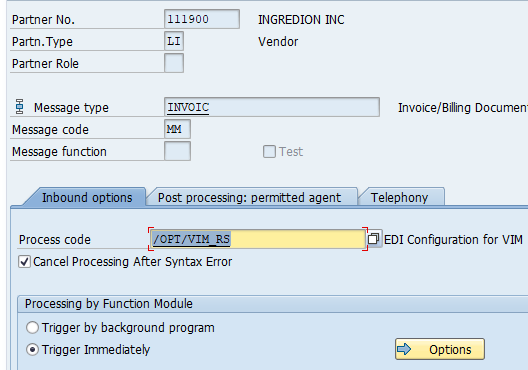 Partner No. 111900 INGREDION INC
Partn.Type LI Vendor
Partner Role
Message type INVOIC Invoice/Billing Documen
Message code MM
Message function Test
Inbound options Post processing: permitted agent Telephony
Process code /OPT/VIM_RS EDI Configuration for VIM
Cancel Processing After Syntax Error
Processing by Function Module
Trigger by background program
Trigger Immediately Options